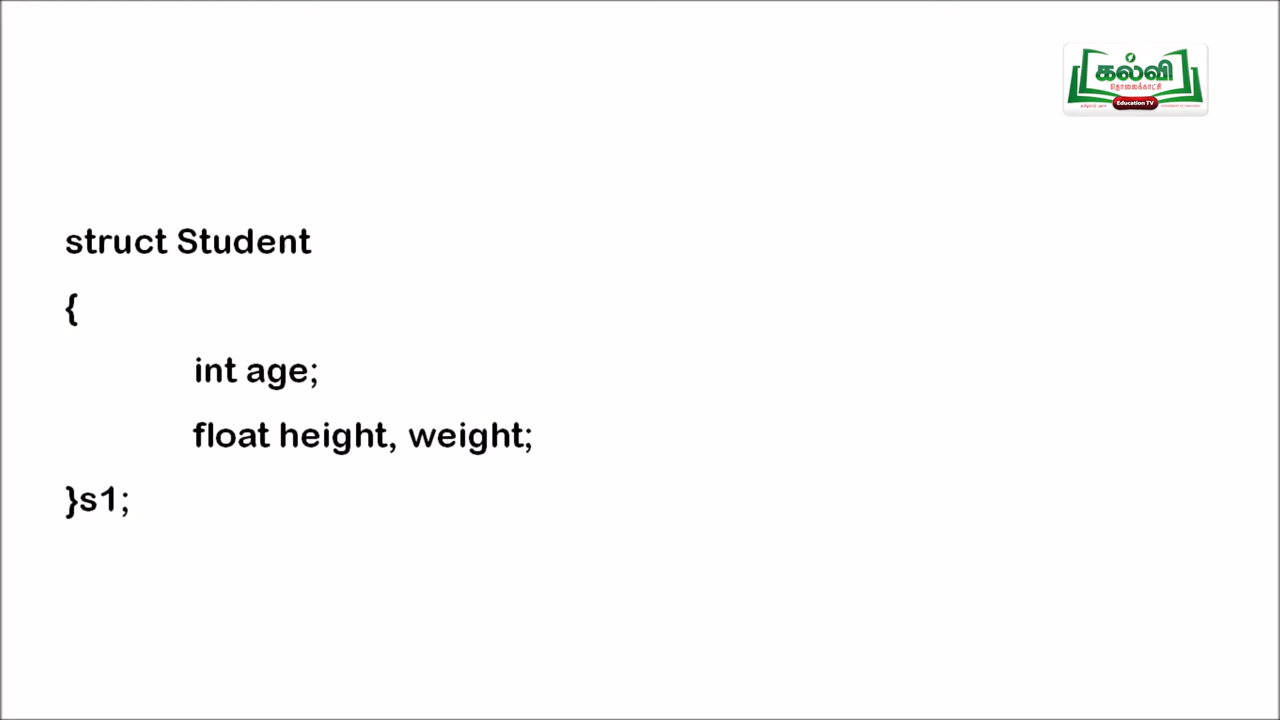 கல்வி
தொலைக்காட்சி
Education TV
struct Student
{
int age;
float height, weight;
}s1;